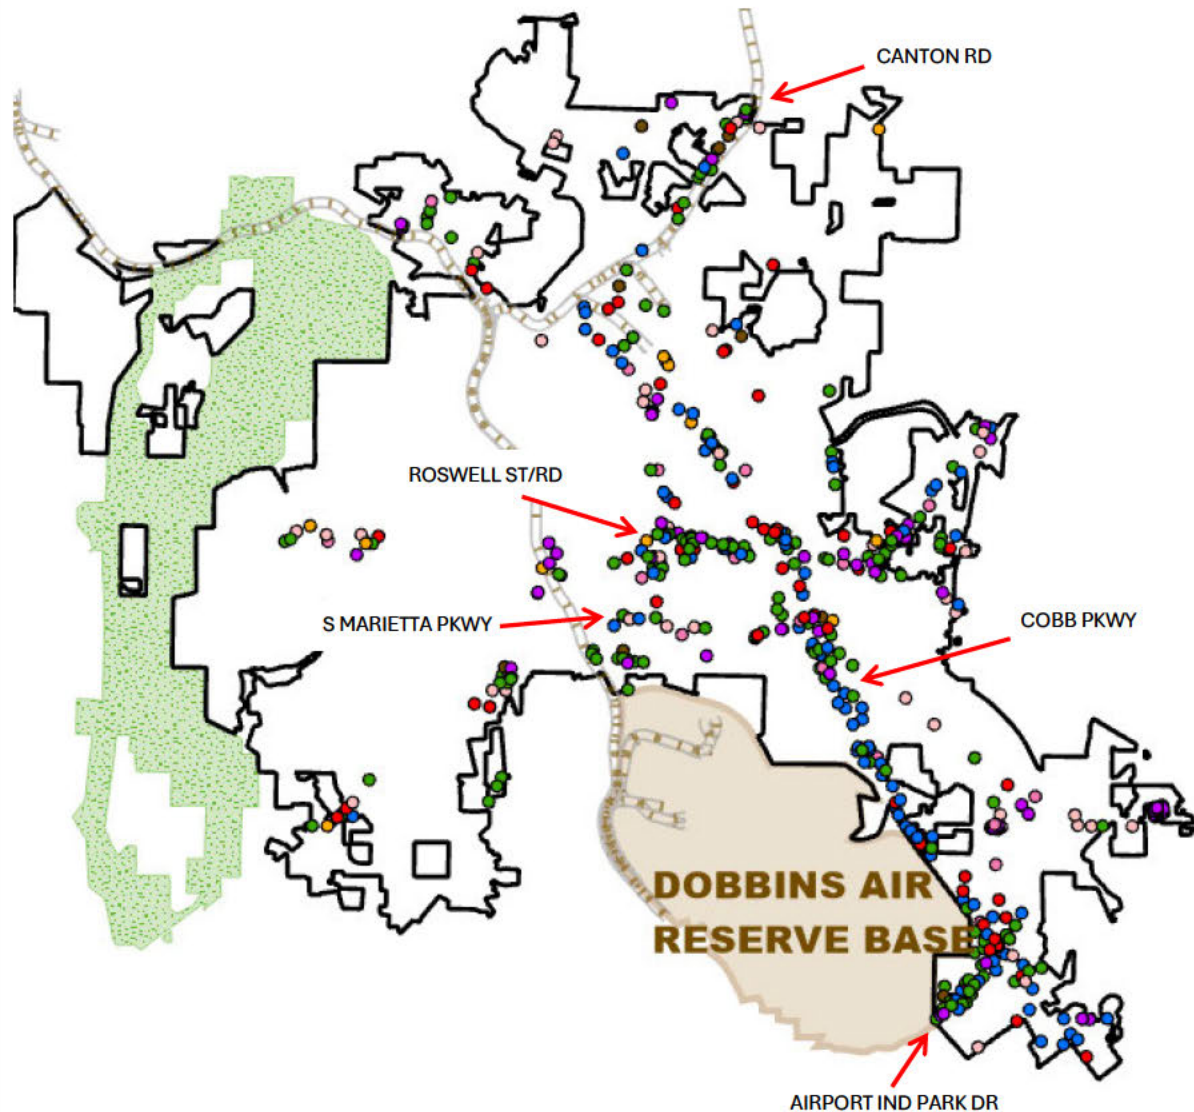 CANTON RD
ROSWELL ST/RD
S MARIETTA PKWY
COBB PKWY
DOBBINS AIR
RESERVE BASE
AIRPORT IND PARK DR